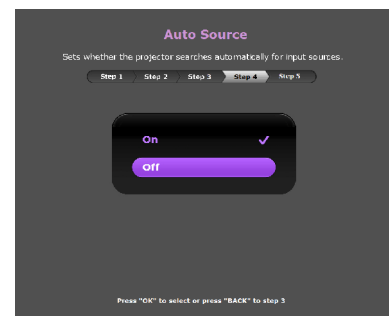 Auto Source
Sets whether the projector searches automatically for input sources.
Step 1 Step 2 Step 3 Step 4 Step 5
On
Off
Press "OK" to select or press "BACK" to step 3